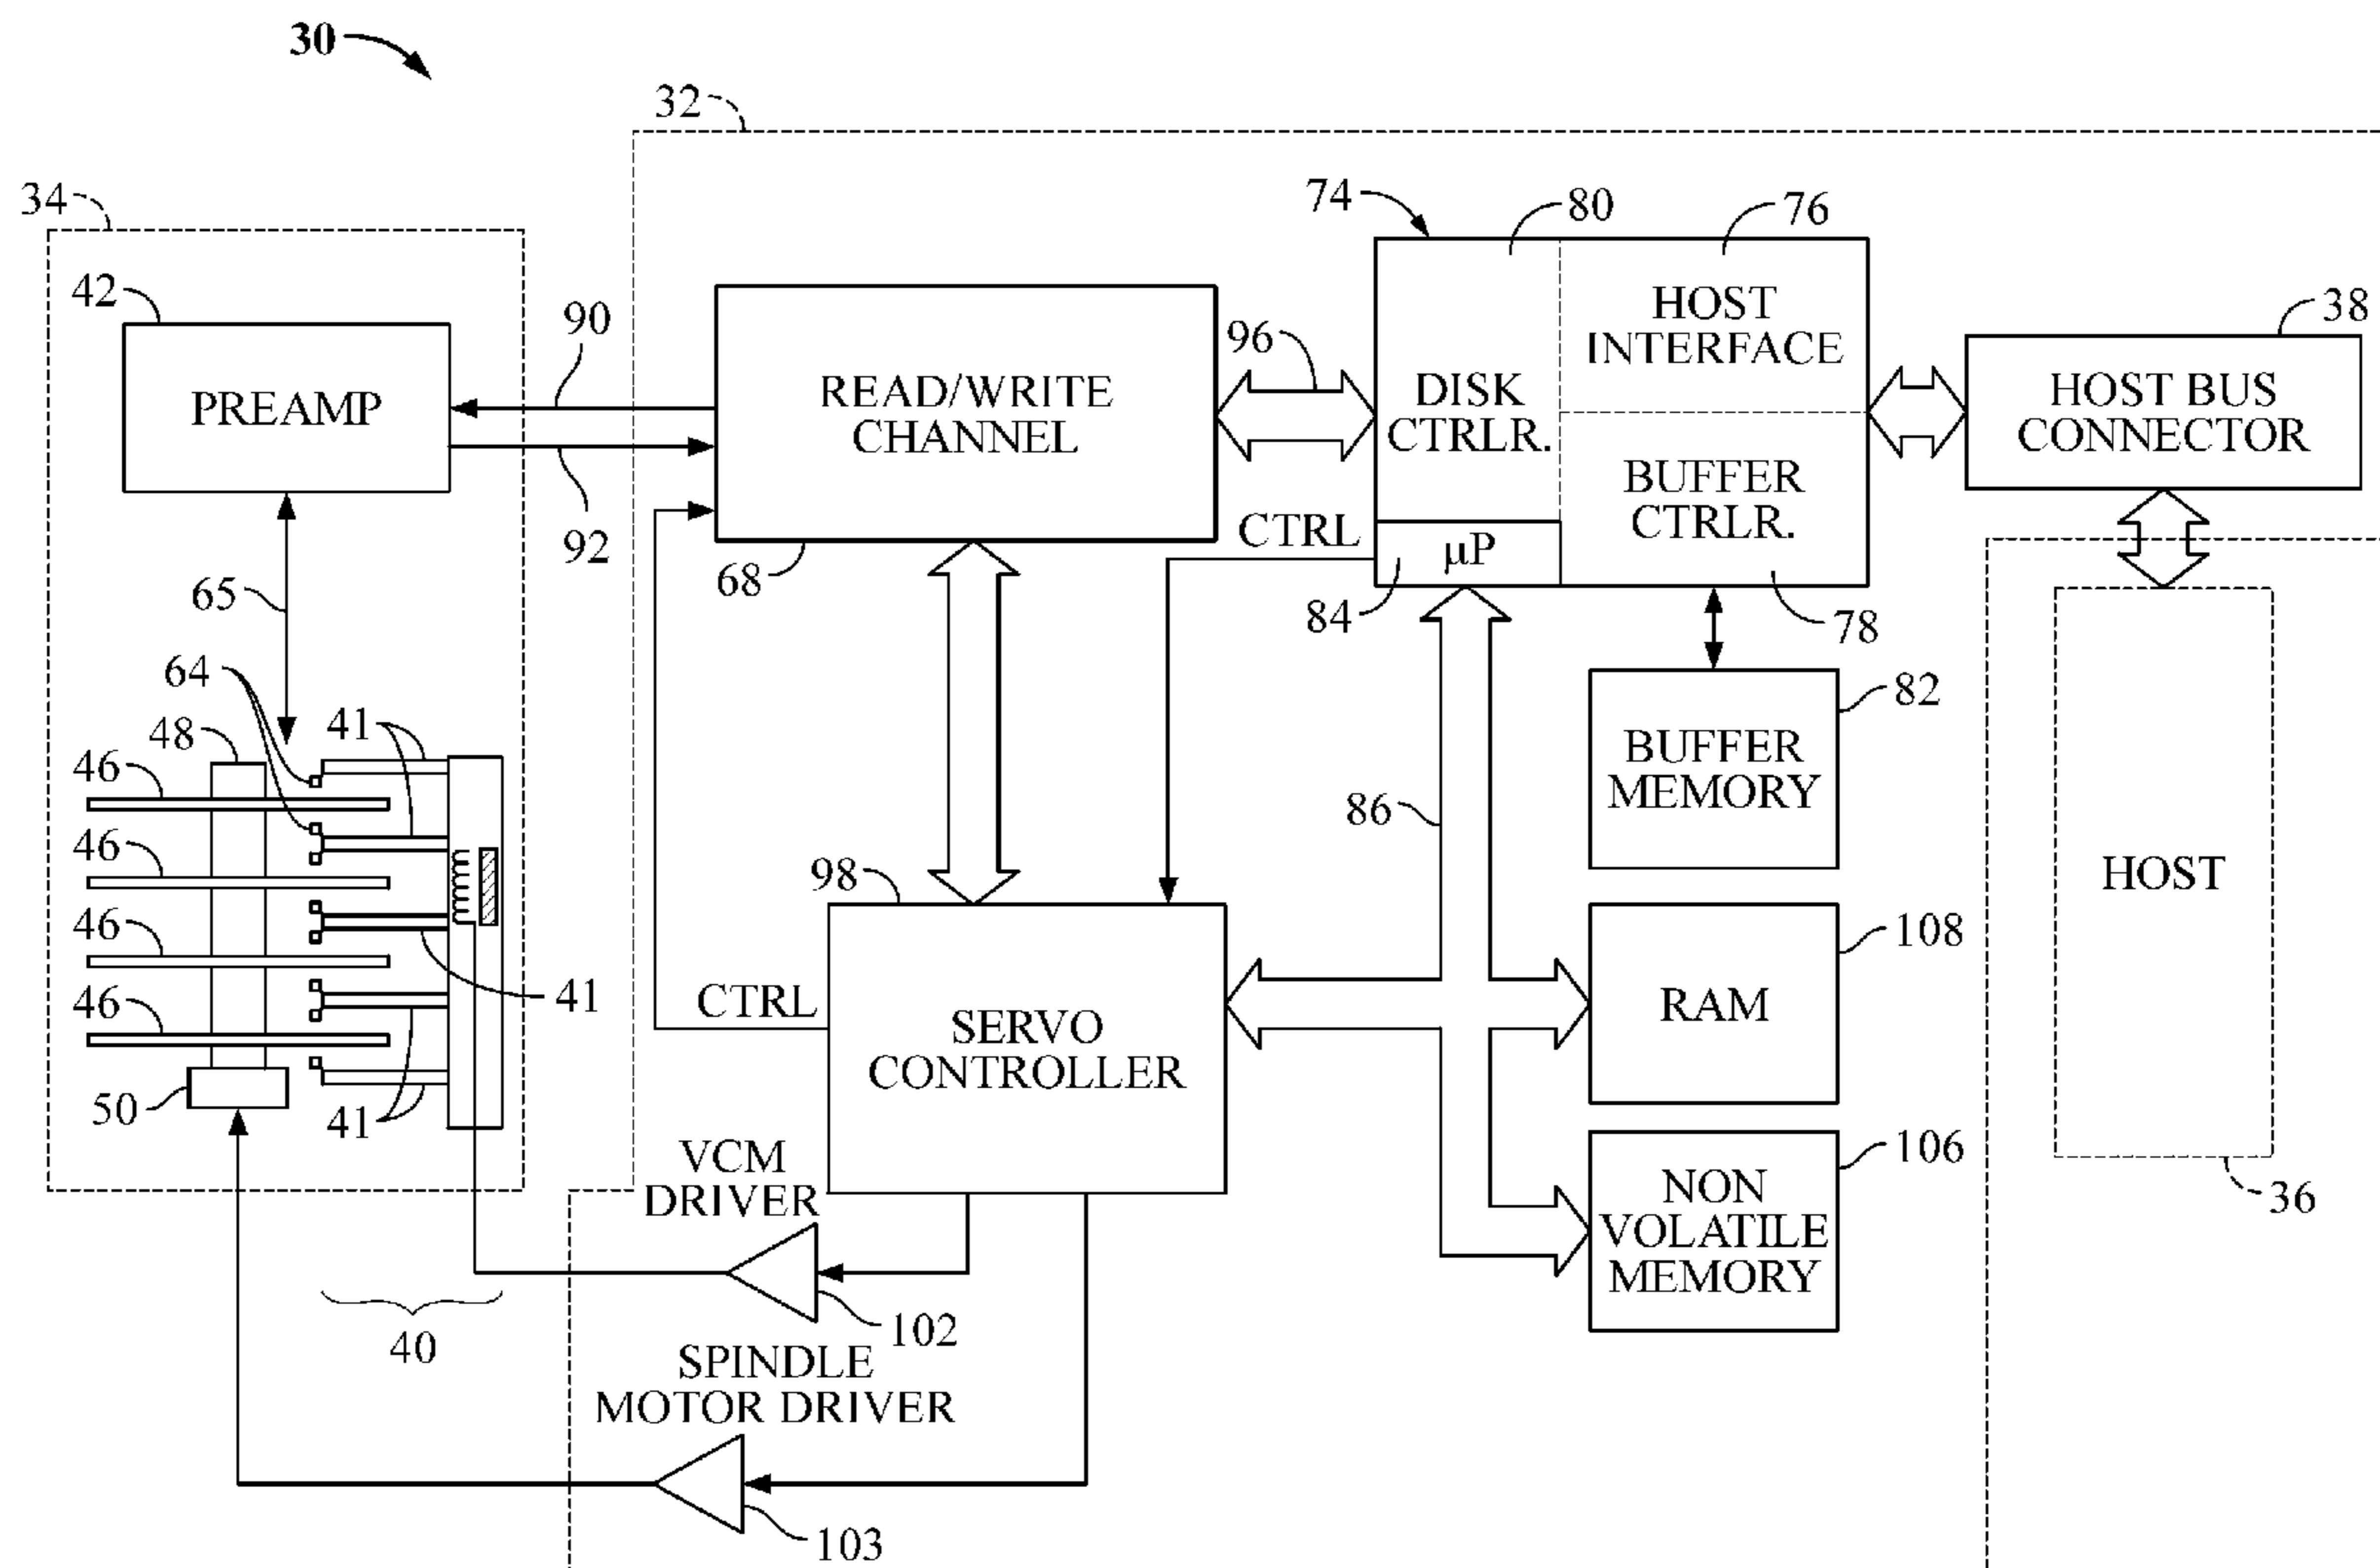 30
32
34
74
80
76
42
90
38
HOST
INTERFACE
96
PREAMP
READ/WRITE
CHANNEL
DISK
CTRLR.
HOST BUS
CONNECTOR
BUFFER
CTRLR.
92
CTRL
µP
68
65
84
78
64
82
41
48
BUFFER
MEMORY
46
86
46
98
HOST
46
108
41
CTRL
RAM
46
SERVO
CONTROLLER
50
41
VCM
DRIVER
106
NON
VOLATILE
MEMORY
36
102
40
SPINDLE
MOTOR DRIVER
103